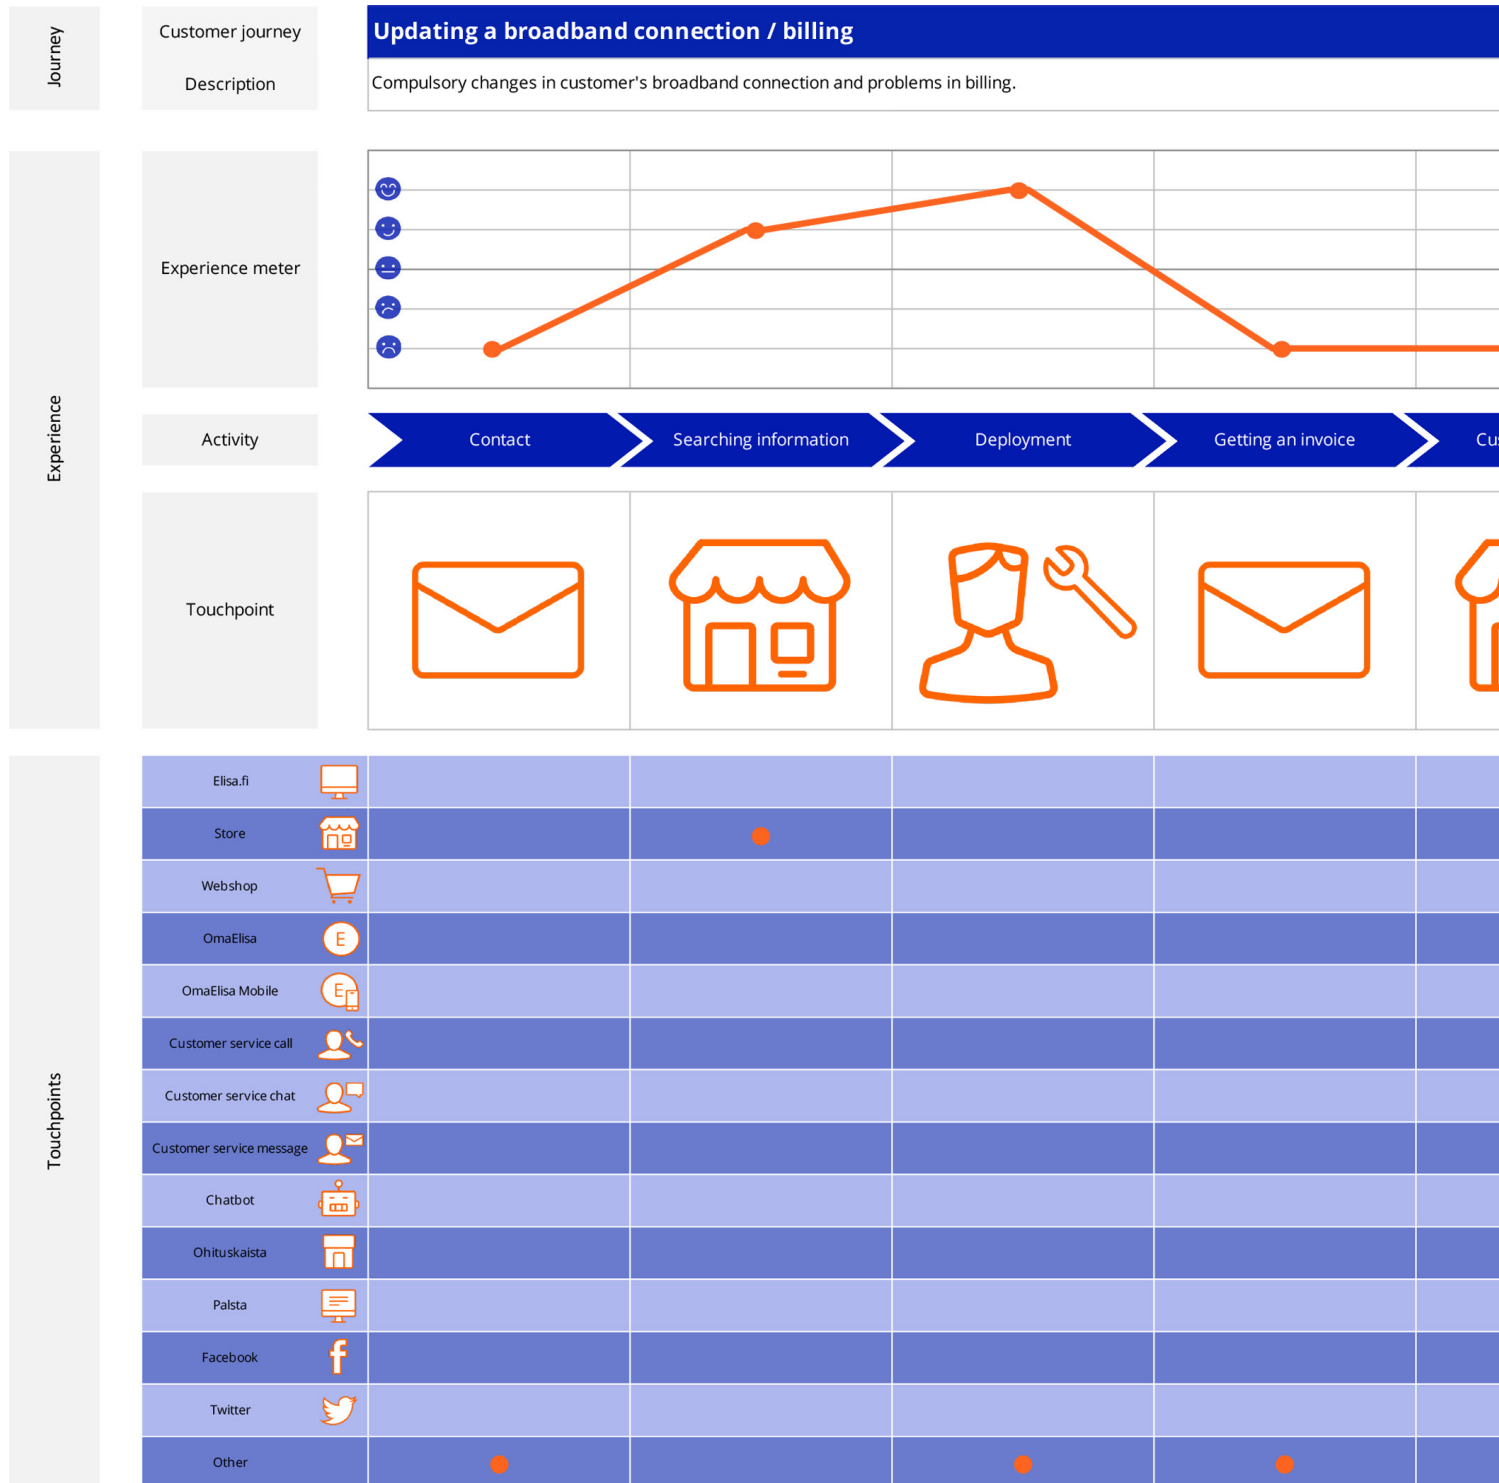 Journey
Customer journey
Updating a broadband connection / billing
Description
Compulsory changes in customer's broadband connection and problems in billing.
Experience
Experience meter
Activity
Contact
Searching information
Deployment
Getting an invoice
Cus
Touchpoint
Touchpoints
Elisa.fi
Store
Webshop
OmaElisa
E
OmaElisa Mobile
E
Customer service call
Customer service chat
Customer service message
Chatbot
Ohituskaista
Palsta
Facebook
f
Twitter
Other